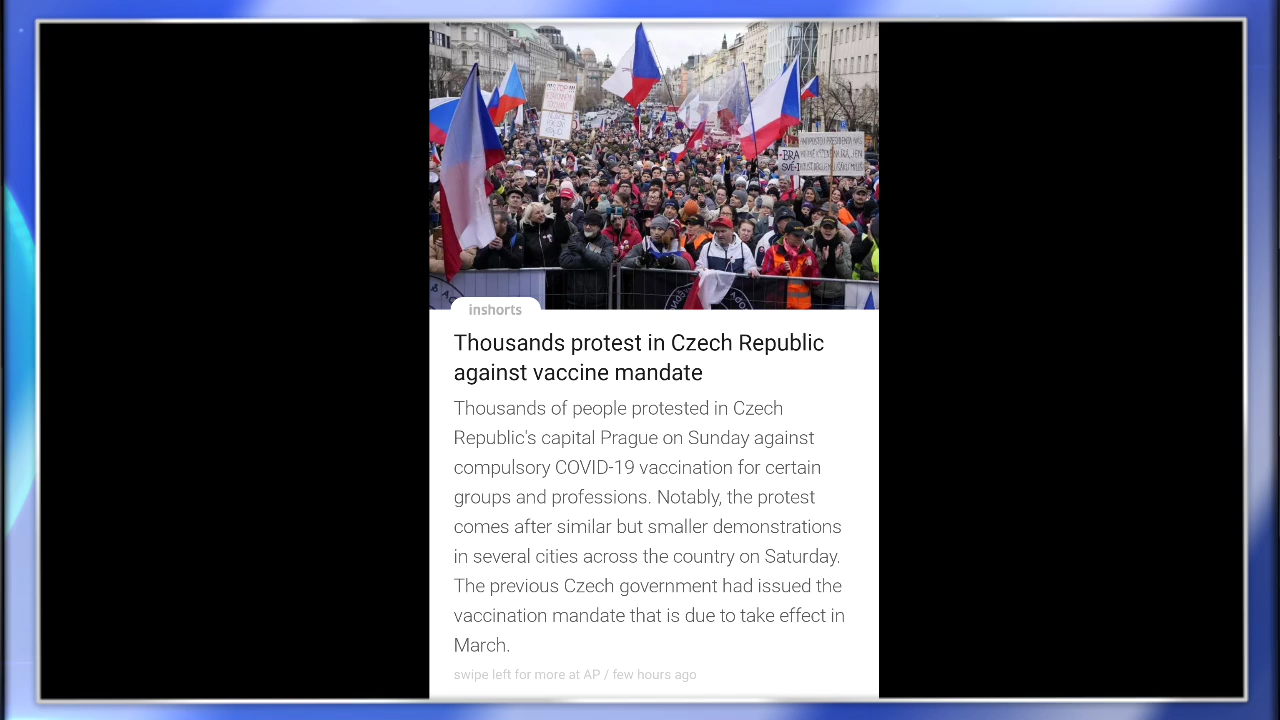 inshorts
Thousands protest in Czech Republic
against vaccine mandate
Thousands of people protested in Czech
Republic's capital Prague on Sunday against
compulsory COVID-19 vaccination for certain
groups and professions. Notably, the protest
comes after similar but smaller demonstrations
in several cities across the country on Saturday.
The previous Czech government had issued the
vaccination mandate that is due to take effect in
March.
swipe left for more at AP / few hours ago